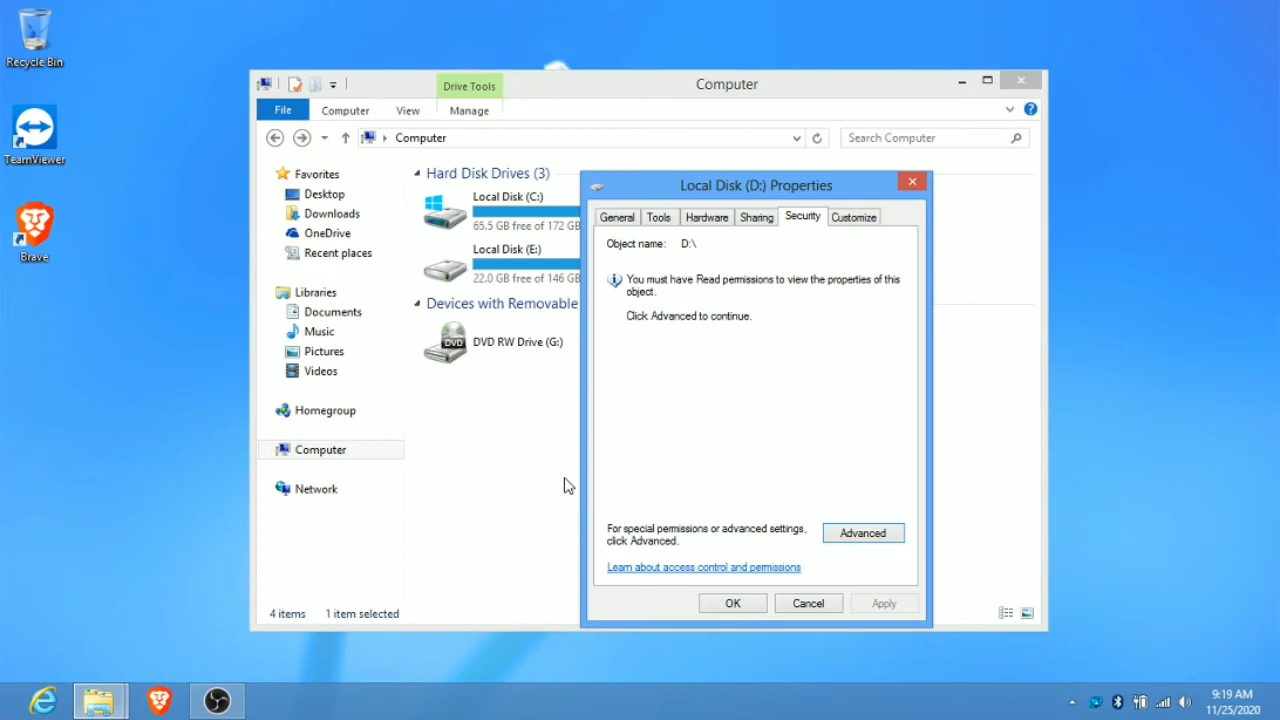 Recycle Bin
TeamViewer
Brave
Drive Tools
Computer
File
Computer
View
Manage
Computer
Search Computer
Favorites
Desktop
Downloads
OneDrive
Recent places
Libraries
Documents
Music
Pictures
Videos
Homegroup
Computer
Network
Hard Disk Drives (3)
Local Disk (C:)
65.5 GB free of 172 GB
Local Disk (E:)
22.0 GB free of 146 GB
Devices with Removable
DVD
DVD RW Drive (G:)
4 items
1 item selected
Local Disk (D:) Properties
General
Tools
Hardware
Sharing
Security
Customize
Object name: D:\
You must have Read permissions to view the properties of this
object.
Click Advanced to continue.
For special permissions or advanced settings,
click Advanced.
Advanced
Learn about access control and permissions
OK
Cancel
Apply
9:19 AM
11/25/2020